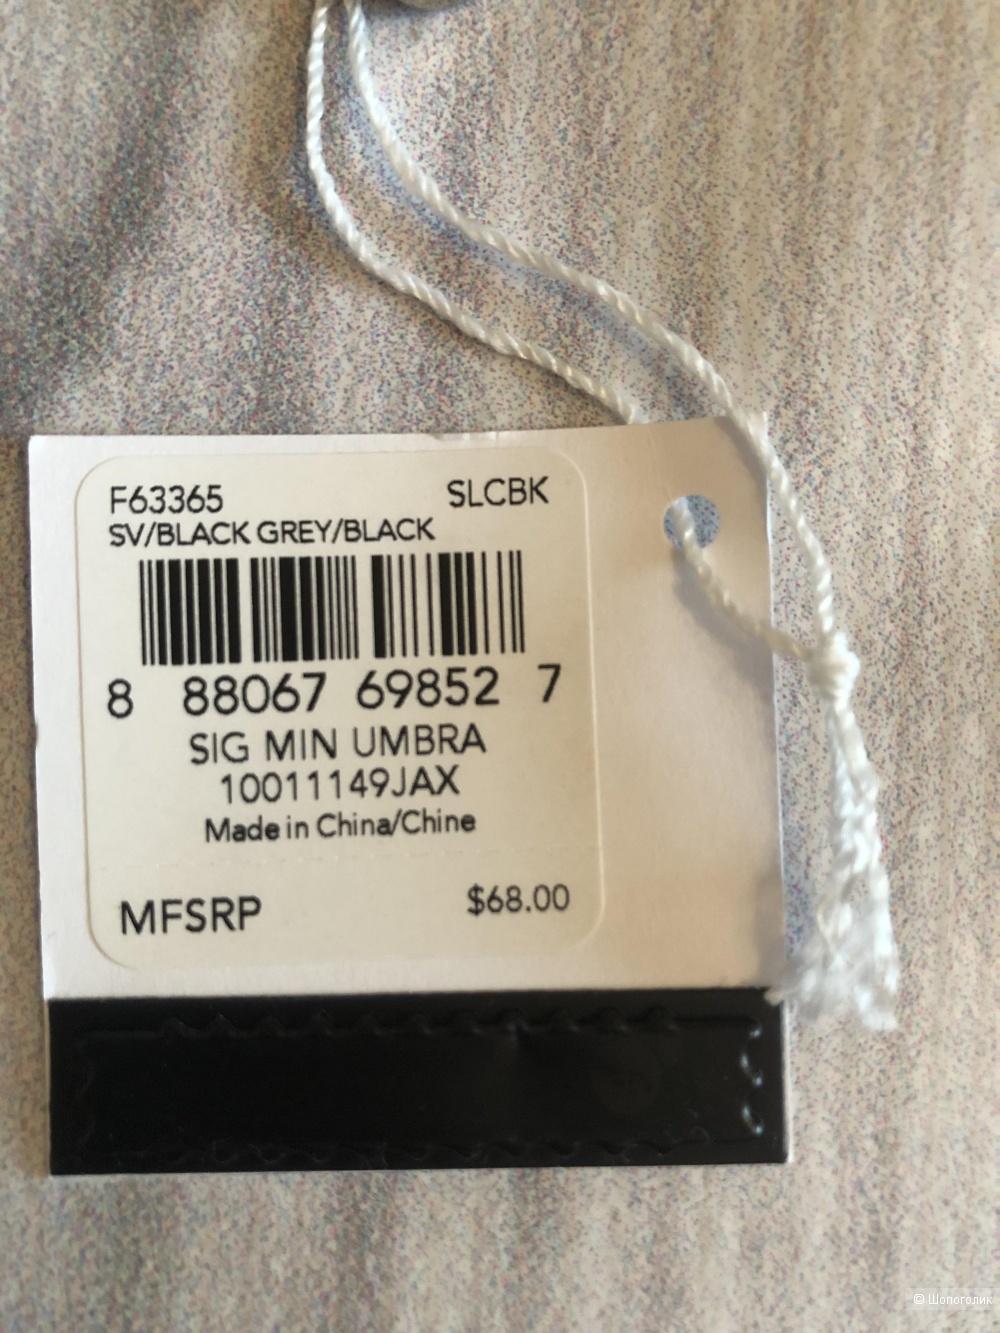 F63365 SLCBK
SV/BLACK GREY/BLACK
8 88067 69852 7
SIG MIN UMBRA
10011149JAX
Made in China/Chine
MFSRP $68.00
© Шопоголик